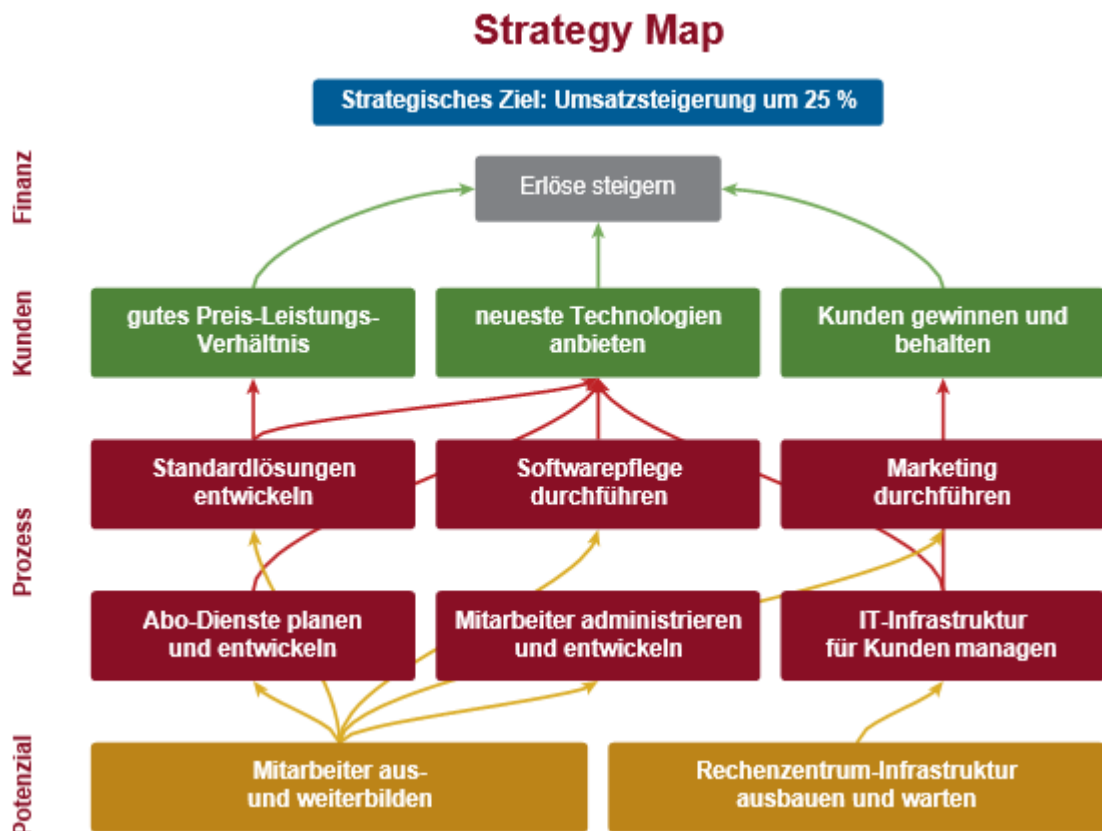 Strategy Map
Strategisches Ziel: Umsatzsteigerung um 25 %
Finanz
Erlöse steigern
Kunden
gutes Preis-Leistungs-
Verhältnis
neueste Technologien
anbieten
Kunden gewinnen und
behalten
Prozess
Standardlösungen
entwickeln
Softwarepflege
durchführen
Marketing
durchführen
Abo-Dienste planen
und entwickeln
Mitarbeiter administrieren
und entwickeln
IT-Infrastruktur
für Kunden managen
Potenzial
Mitarbeiter aus-
und weiterbilden
Rechenzentrum-Infrastruktur
ausbauen und warten